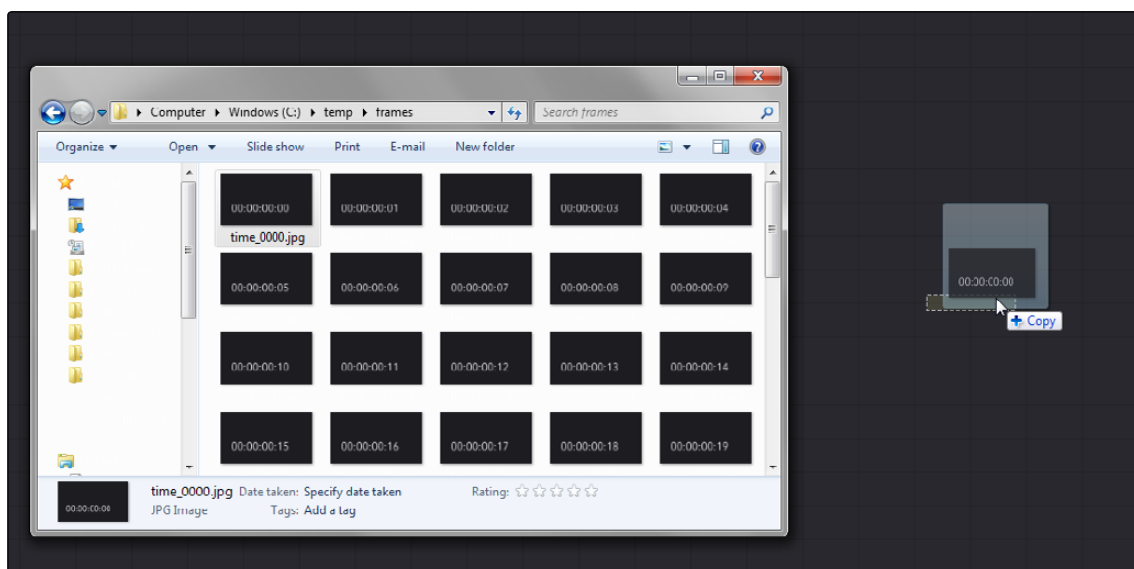 Computer Windows (C:) temp frames Search frames
Organize Open Slide show Print E-mail New folder
00:00:00:00 00:00:00:01 00:00:00:02 00:00:00:03 00:00:00:04
time_0000.jpg
00:00:00:05 00:00:00:06 00:00:00:07 00:00:00:08 00:00:00:09
00:00:00:00
Copy
00:00:00:10 00:00:00:11 00:00:00:12 00:00:00:13 00:00:00:14
00:00:00:15 00:00:00:16 00:00:00:17 00:00:00:18 00:00:00:19
time_0000.jpg Date taken: Specify date taken Rating:
00:00:00:00 JPG Image Tags: Add a tag